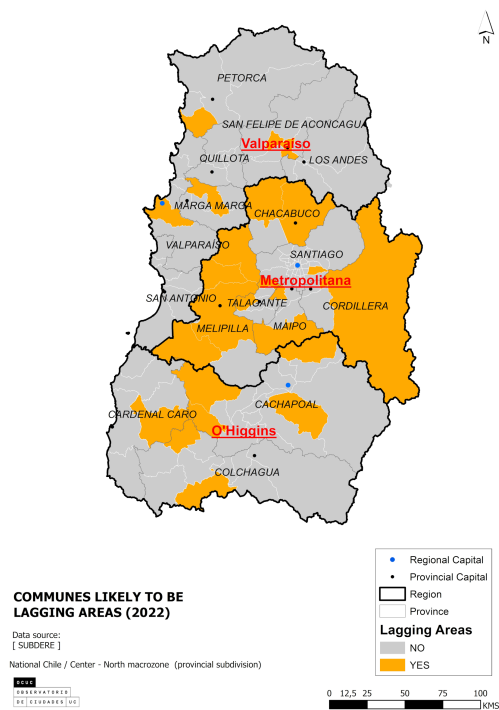 N
PETORCA
SAN FELIPE DE ACONCAGUA
Valparaíso
QUILLOTA
LOS ANDES
MARGA MARGA
CHACABUCO
VALPARAÍSO
SANTIAGO
Metropolitana
SAN ANTONIO
TALAGANTE
CORDILLERA
MELIPILLA
MAIPO
CACHAPOAL
CARDENAL CARO
O'Higgins
COLCHAGUA
Regional Capital
Provincial Capital
Region
Province
Lagging Areas
NO
YES
COMMUNES LIKELY TO BE
LAGGING AREAS (2022)
Data source:
[ SUBDERE ]
National Chile / Center - North macrozone (provincial subdivision)
OCUC
OBSERVATORIO
DE CIUDADES UC
0 12,5 25 50 75 100
KMS